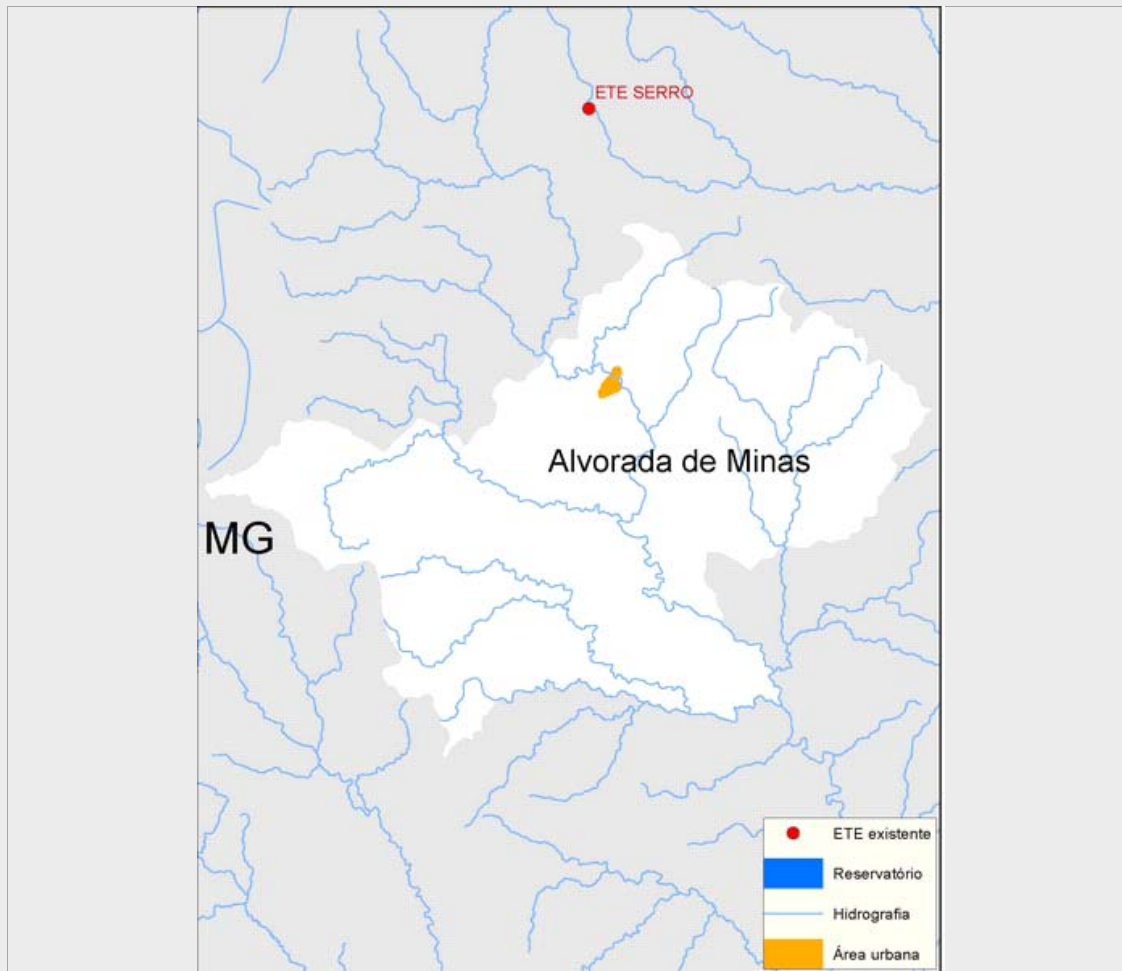 ETE SERRO
Alvorada de Minas
MG
ETE existente
Reservatório
Hidrografia
Área urbana